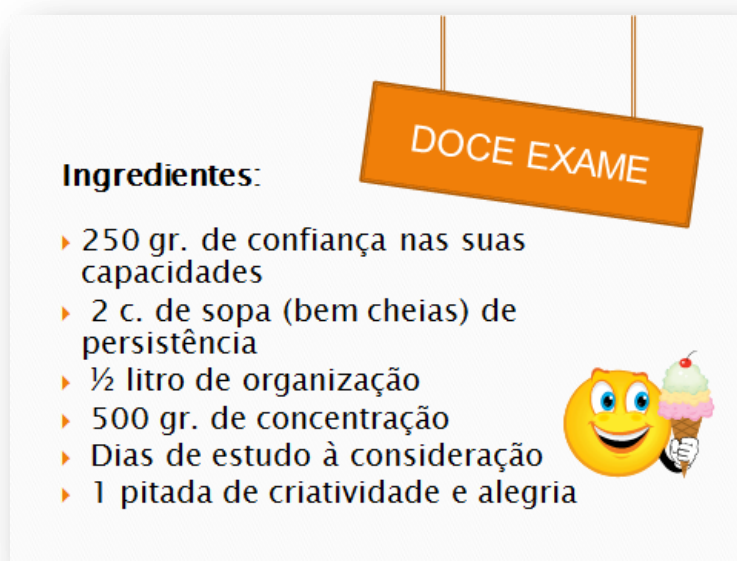 DOCE EXAME
Ingredientes:
250 gr. de confiança nas suas
capacidades
2 c. de sopa (bem cheias) de
persistência
½ litro de organização
500 gr. de concentração
Dias de estudo à consideração
1 pitada de criatividade e alegria